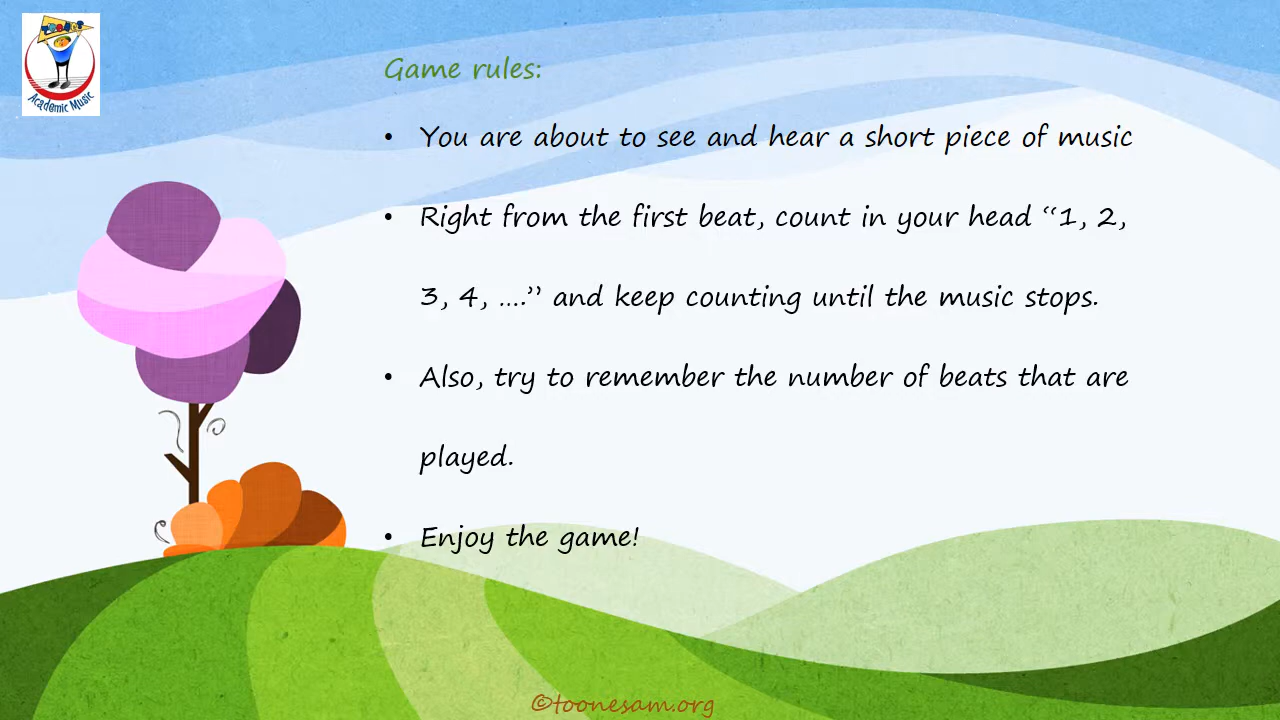 Academic Music
Game rules:
• You are about to see and hear a short piece of music
• Right from the first beat, count in your head “1, 2,
3, 4, ....” and keep counting until the music stops.
• Also, try to remember the number of beats that are
played.
• Enjoy the game!
©toonesam.org